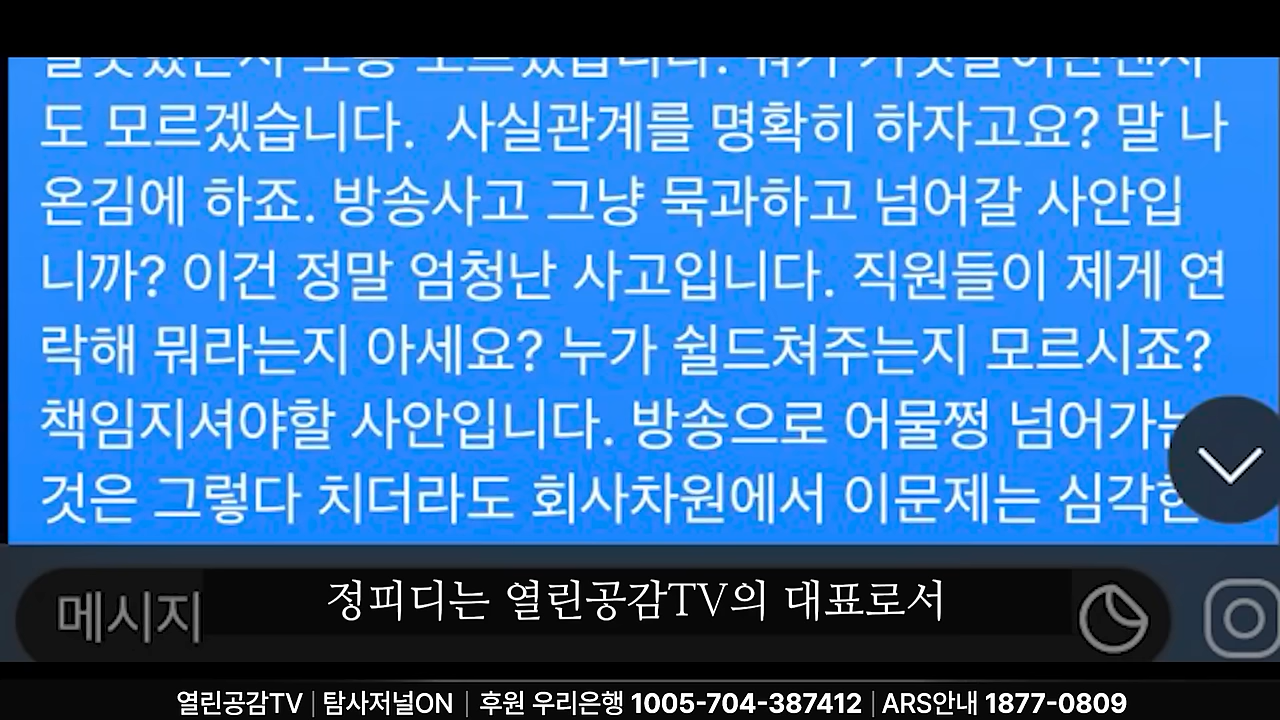 도 모르겠습니다. 사실관계를 명확히 하자고요? 말 나
온김에 하죠. 방송사고 그냥 묵과하고 넘어갈 사안입
니까? 이건 정말 엄청난 사고입니다. 직원들이 제게 연
락해 뭐라는지 아세요? 누가 쉴드쳐주는지 모르시죠?
책임지셔야할 사안입니다. 방송으로 어물쩡 넘어가는
것은 그렇다 치더라도 회사차원에서 이문제는 심각한
메시지
정피디는 열린공감TV의 대표로서
열린공감TV | 탐사저널ON | 후원 우리은행 1005-704-387412 | ARS안내 1877-0809